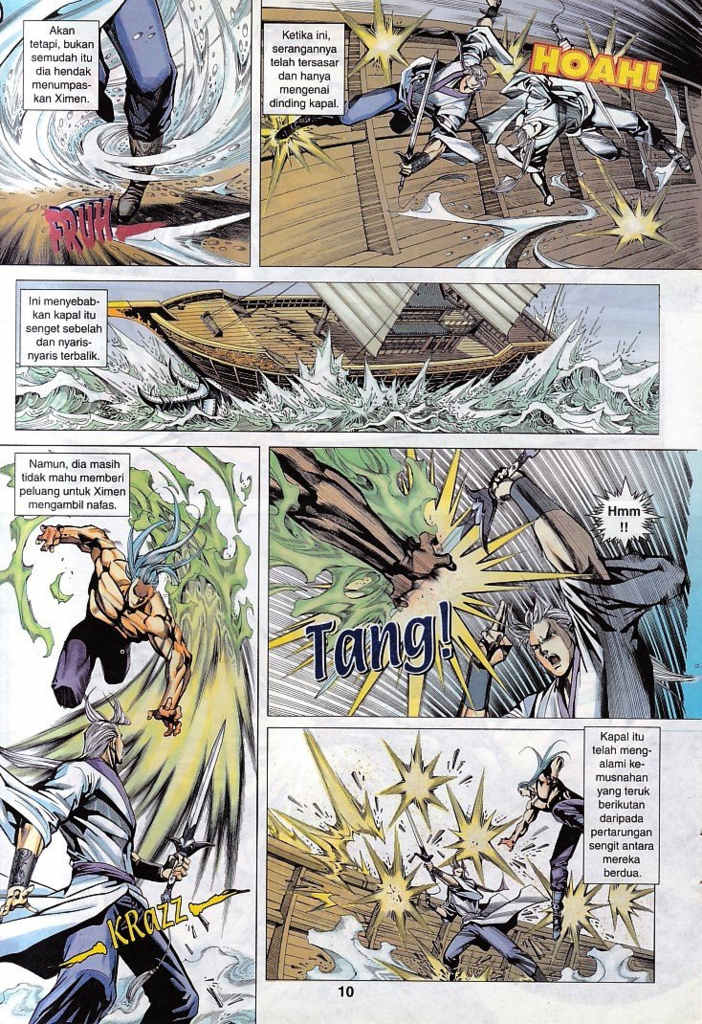 Akan
tetapi, bukan
semudah itu
dia hendak
menumpas-
kan Ximen.
PRUH
Ketika ini,
serangannya
telah tersasar
dan hanya
mengenai
dinding kapal.
HOAH!
Ini menyebab-
kan kapal itu
senget sebelah
dan nyaris-
nyaris terbalik.
Namun, dia masih
tidak mahu memberi
peluang untuk Ximen
mengambil nafas.
KRAZZ
Hmm
!!
Tang!
Kapal itu
telah meng-
alami ke-
musnahan
yang teruk
berikutan
daripada
pertarungan
sengit antara
mereka
berdua.
10